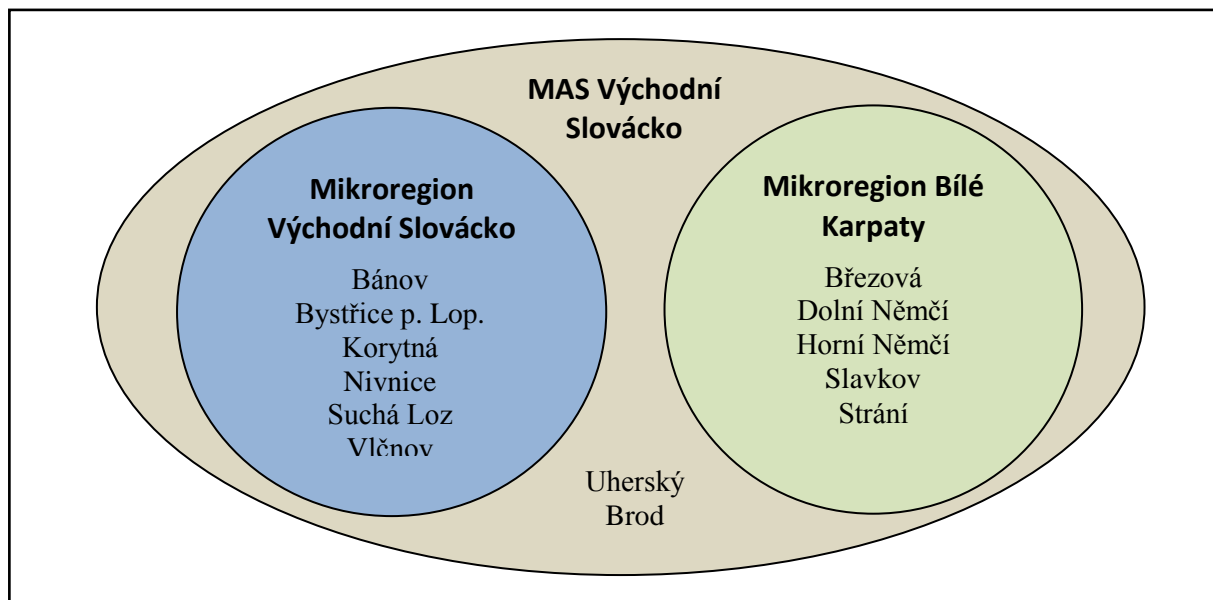 MAS Východní
Slovácko
Mikroregion
Východní Slovácko
Bánov
Bystřice p. Lop.
Korytná
Nivnice
Suchá Loz
Vlčnov
Mikroregion Bílé
Karpaty
Březová
Dolní Němčí
Horní Němčí
Slavkov
Strání
Uherský
Brod